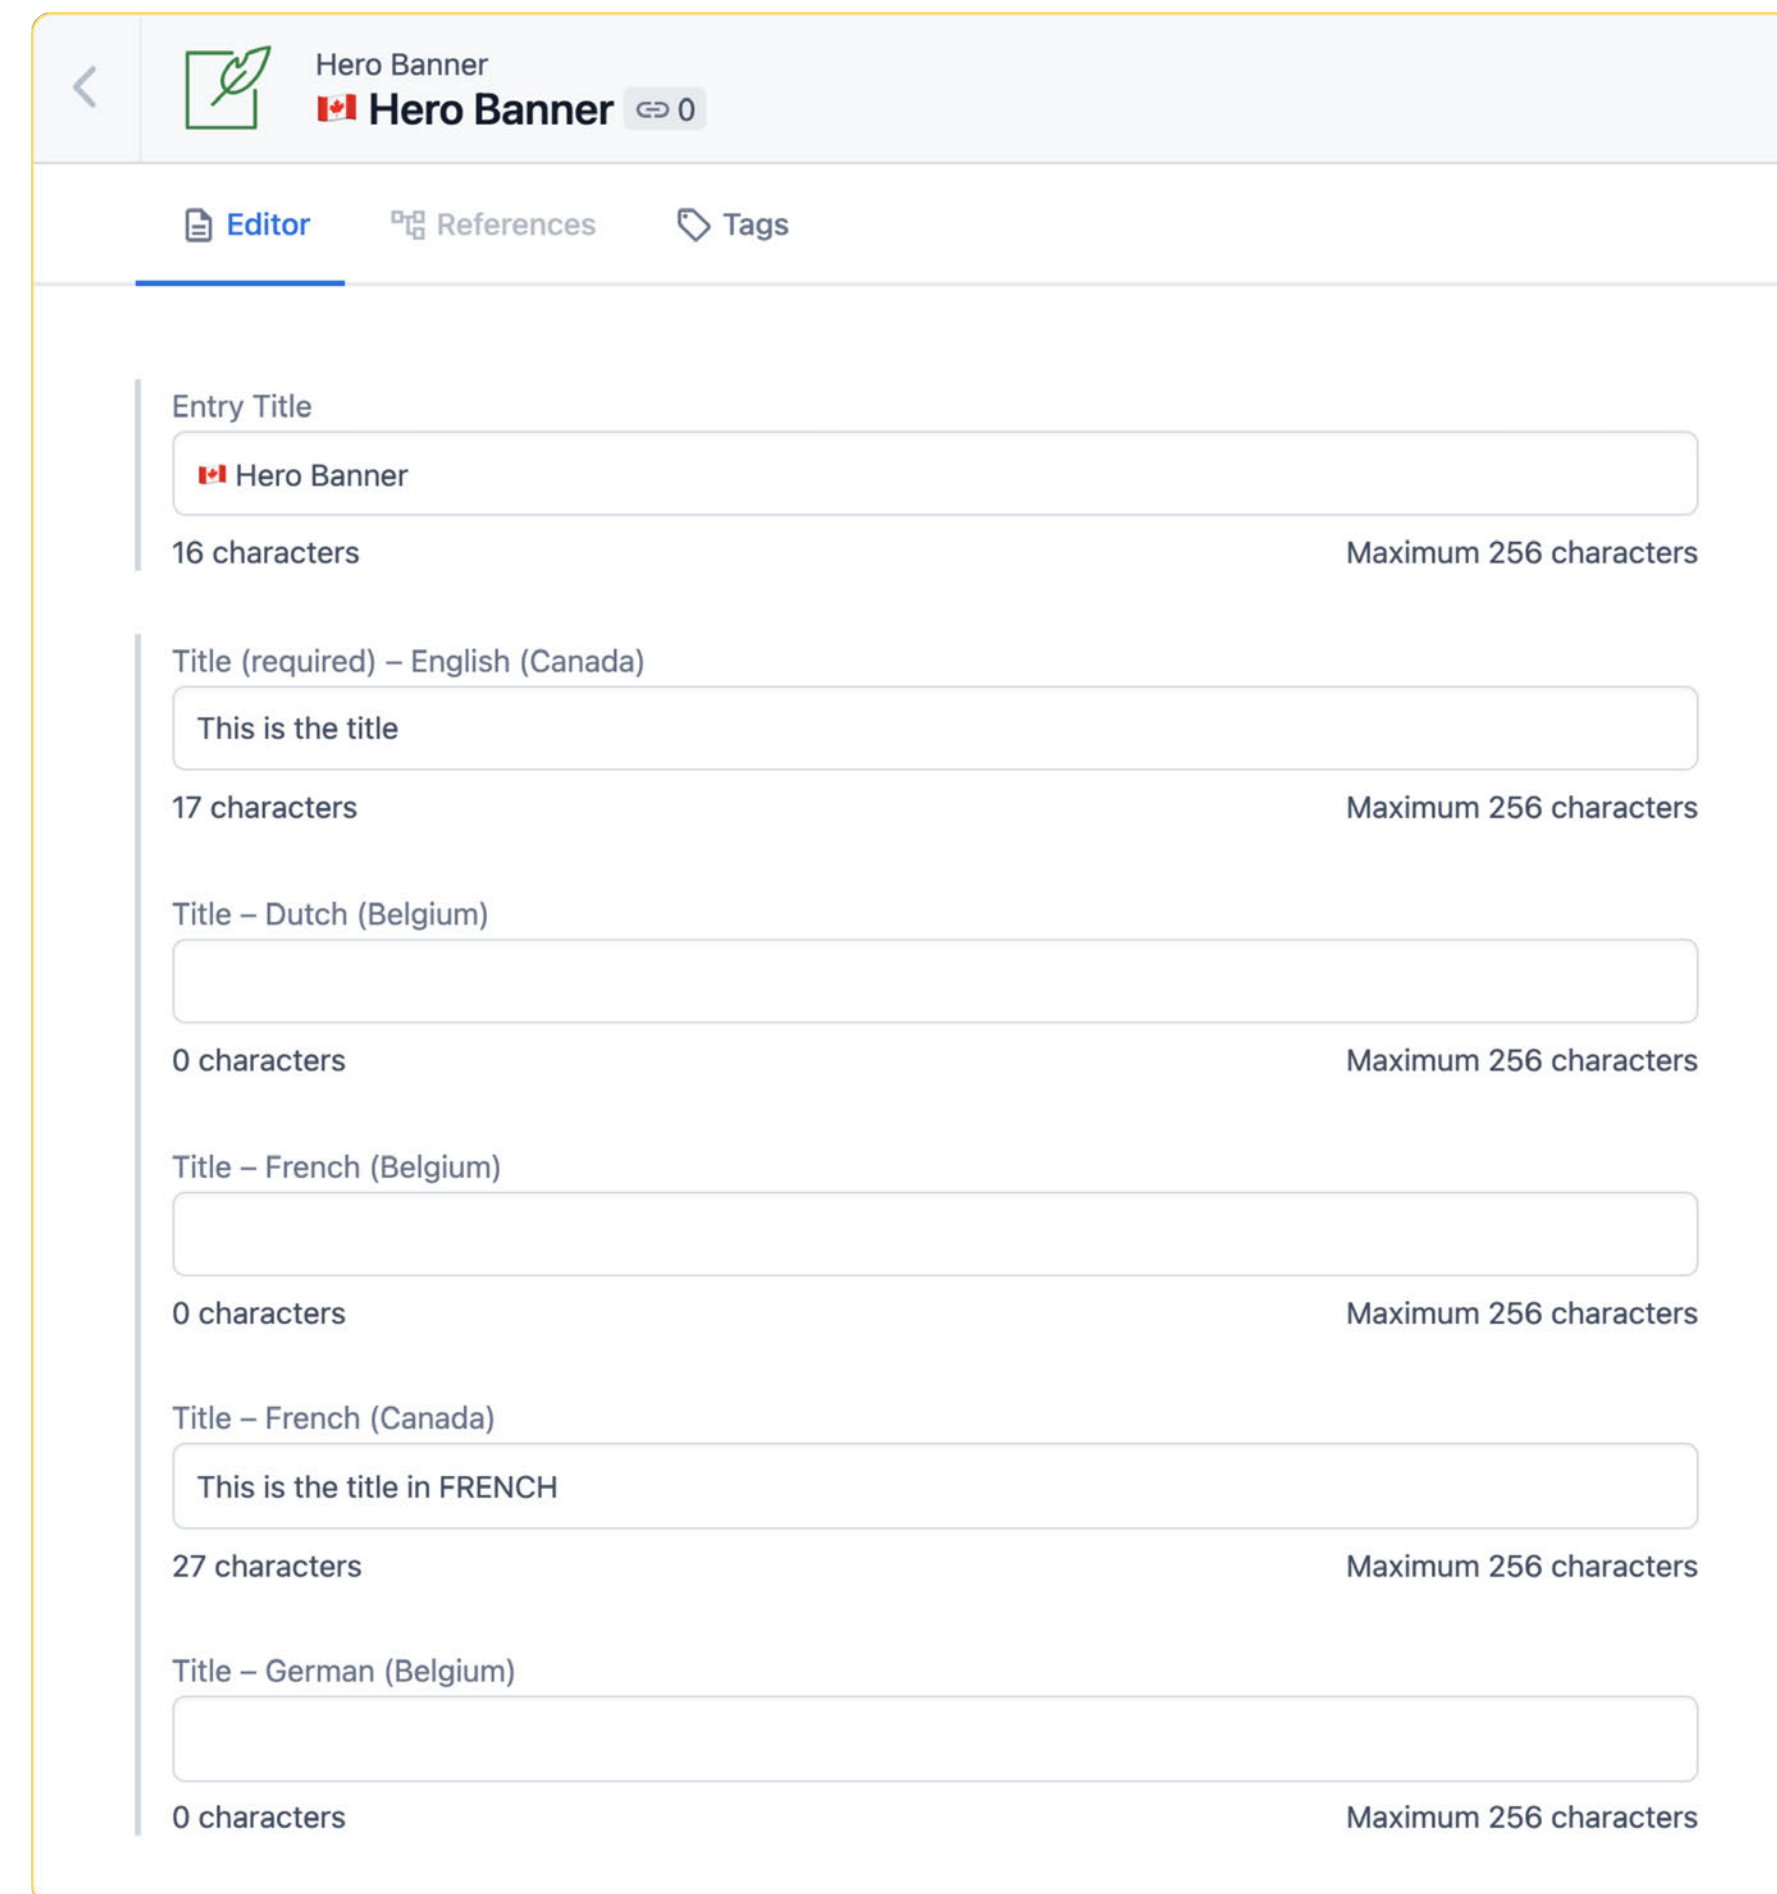 Hero Banner
🇨🇦 Hero Banner 0
Editor References Tags
Entry Title
🇨🇦 Hero Banner
16 characters Maximum 256 characters
Title (required) – English (Canada)
This is the title
17 characters Maximum 256 characters
Title – Dutch (Belgium)
0 characters Maximum 256 characters
Title – French (Belgium)
0 characters Maximum 256 characters
Title – French (Canada)
This is the title in FRENCH
27 characters Maximum 256 characters
Title – German (Belgium)
0 characters Maximum 256 characters